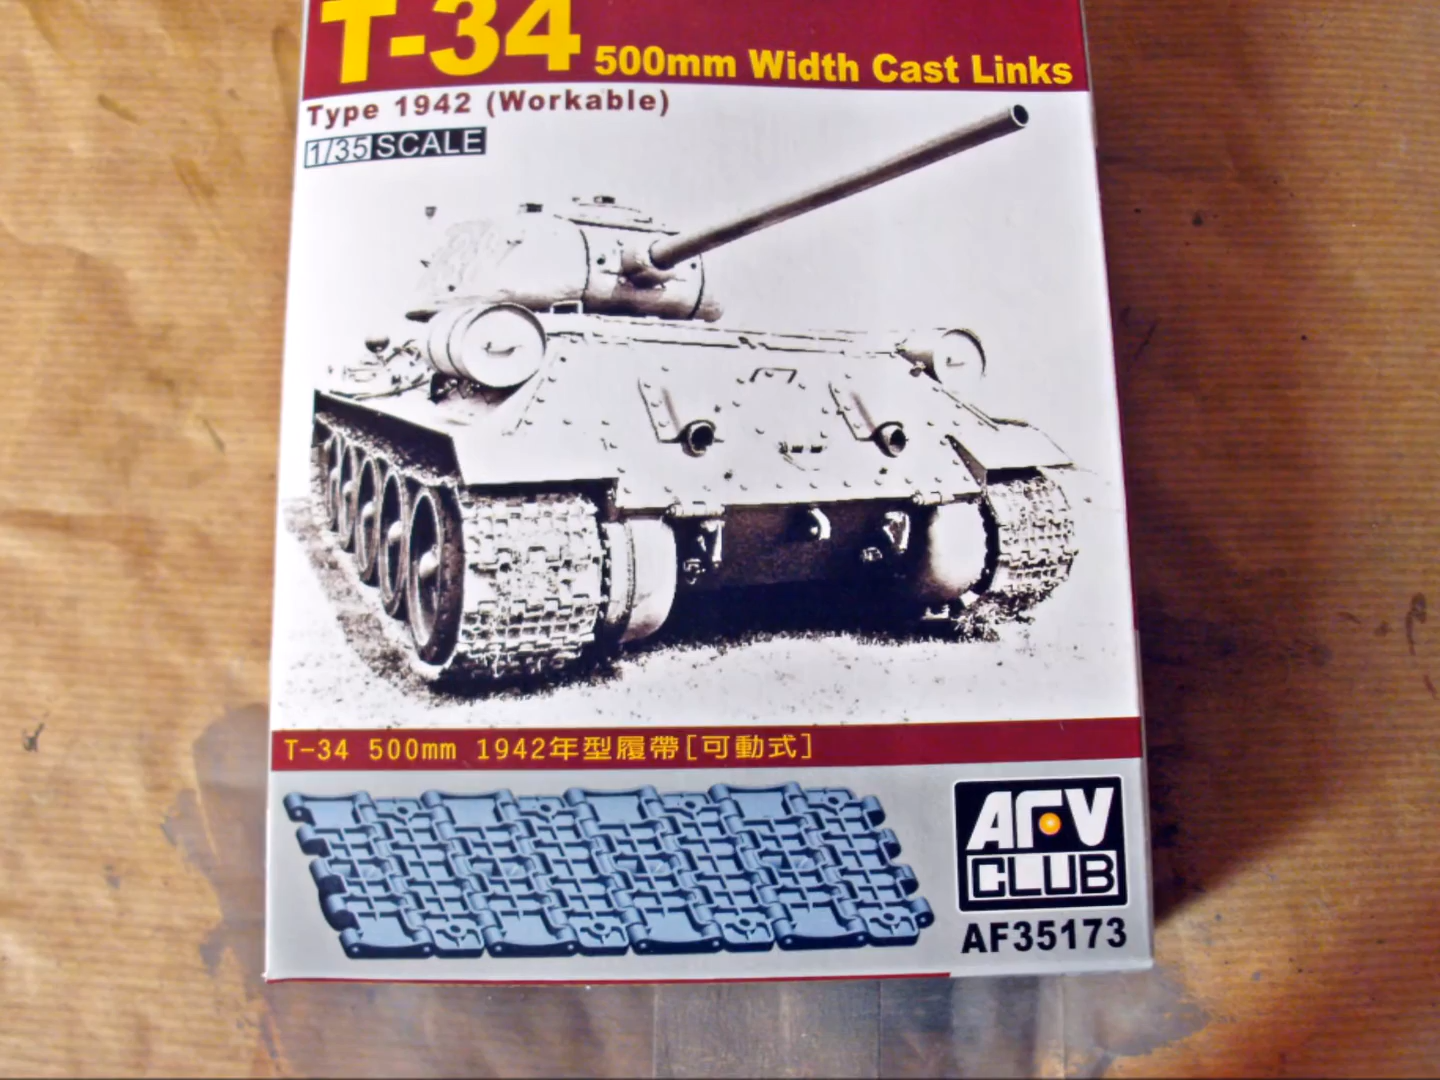 T-34 500mm Width Cast Links
Type 1942 (Workable)
1/35 SCALE
T-34 500mm 1942年型履帶[可動式]
AFV
CLUB
AF35173